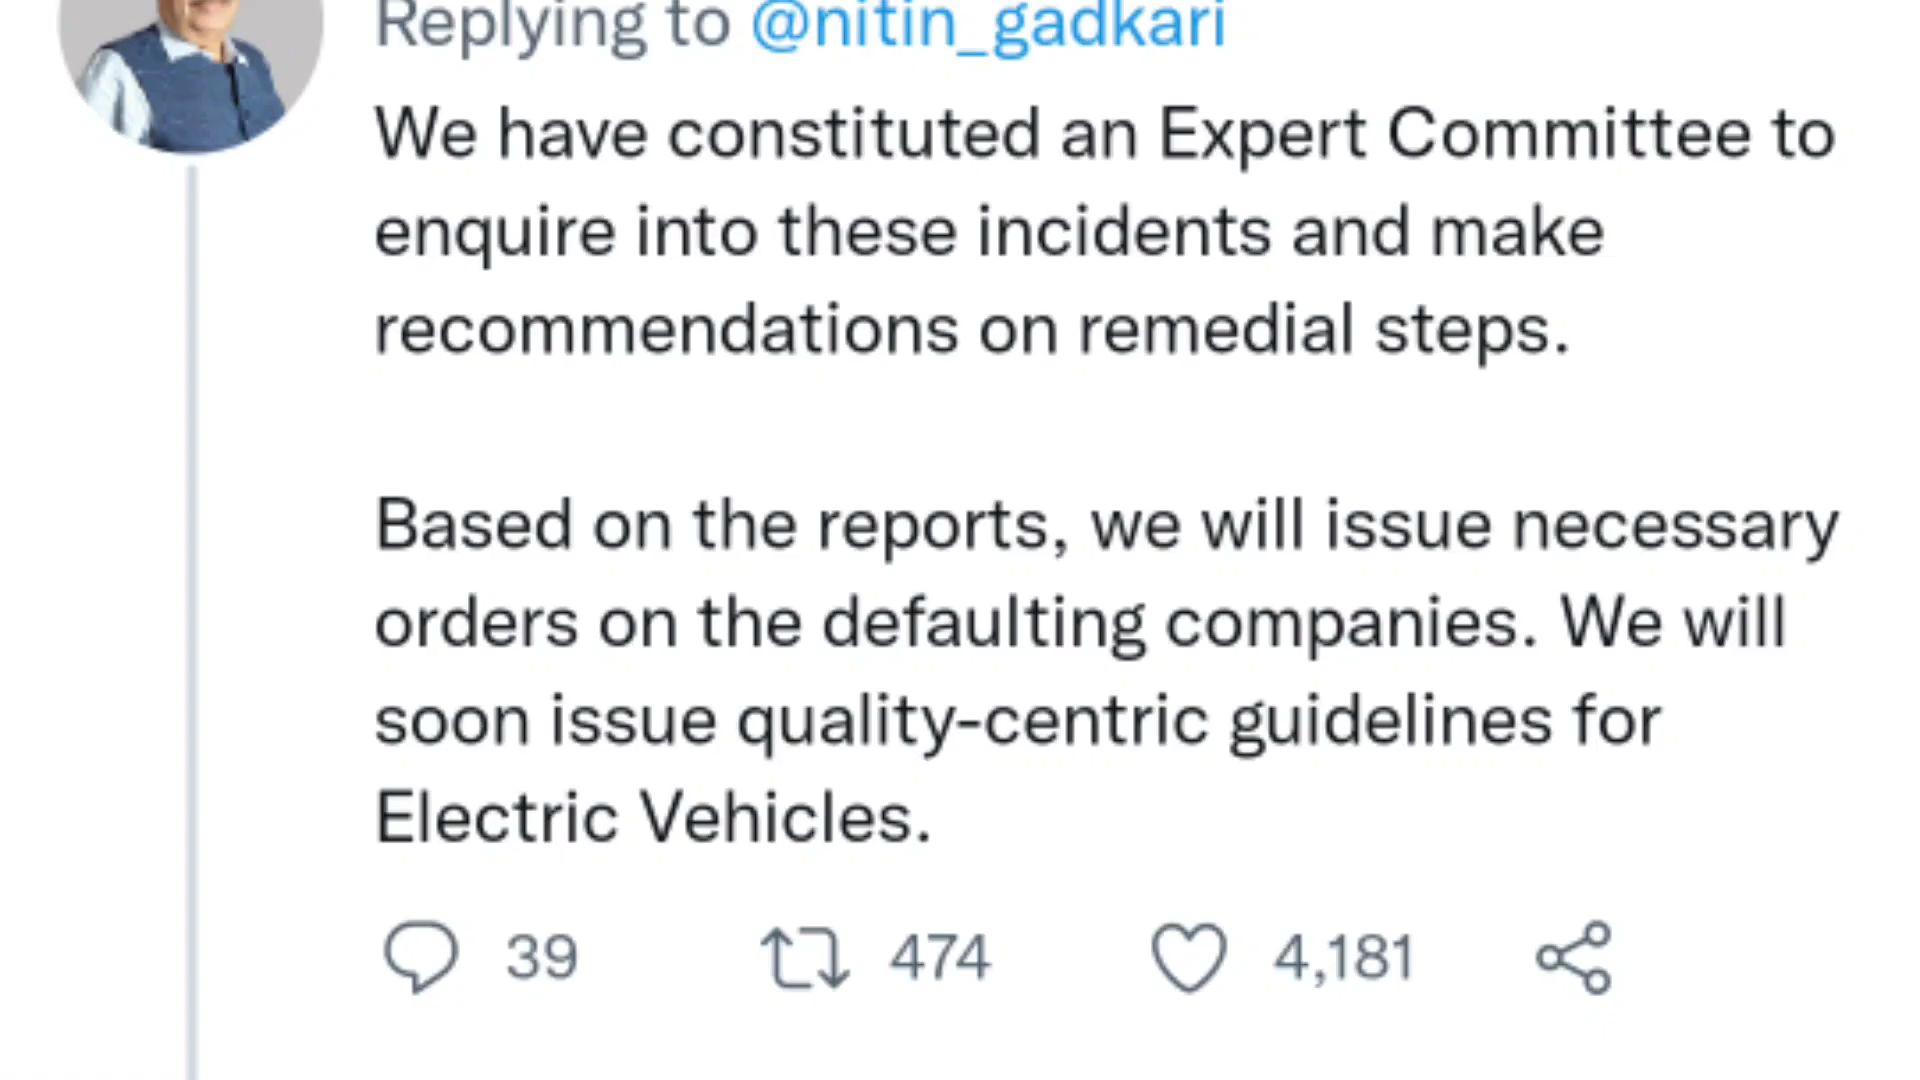 Replying to @nitin_gadkari
We have constituted an Expert Committee to
enquire into these incidents and make
recommendations on remedial steps.
Based on the reports, we will issue necessary
orders on the defaulting companies. We will
soon issue quality-centric guidelines for
Electric Vehicles.
39 474 4,181